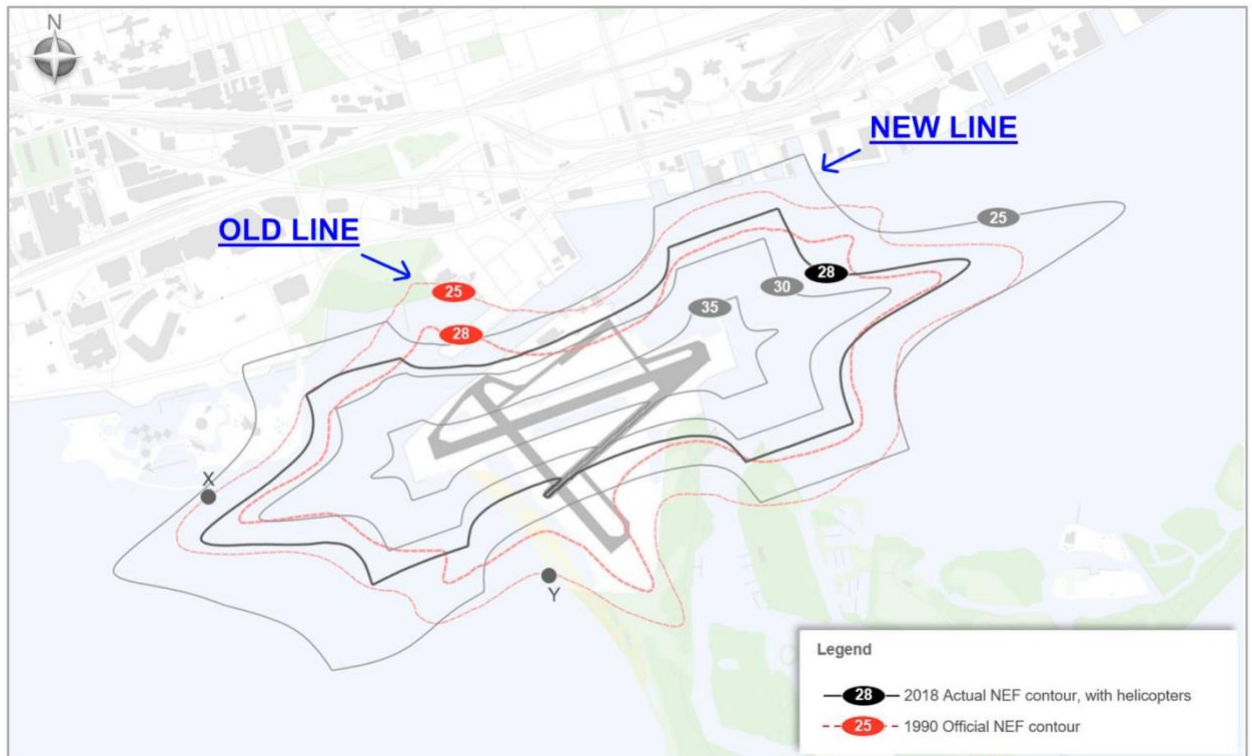 N
NEW LINE
25
OLD LINE
28
25
30
35
28
X
Y
Legend
28 2018 Actual NEF contour, with helicopters
25 1990 Official NEF contour